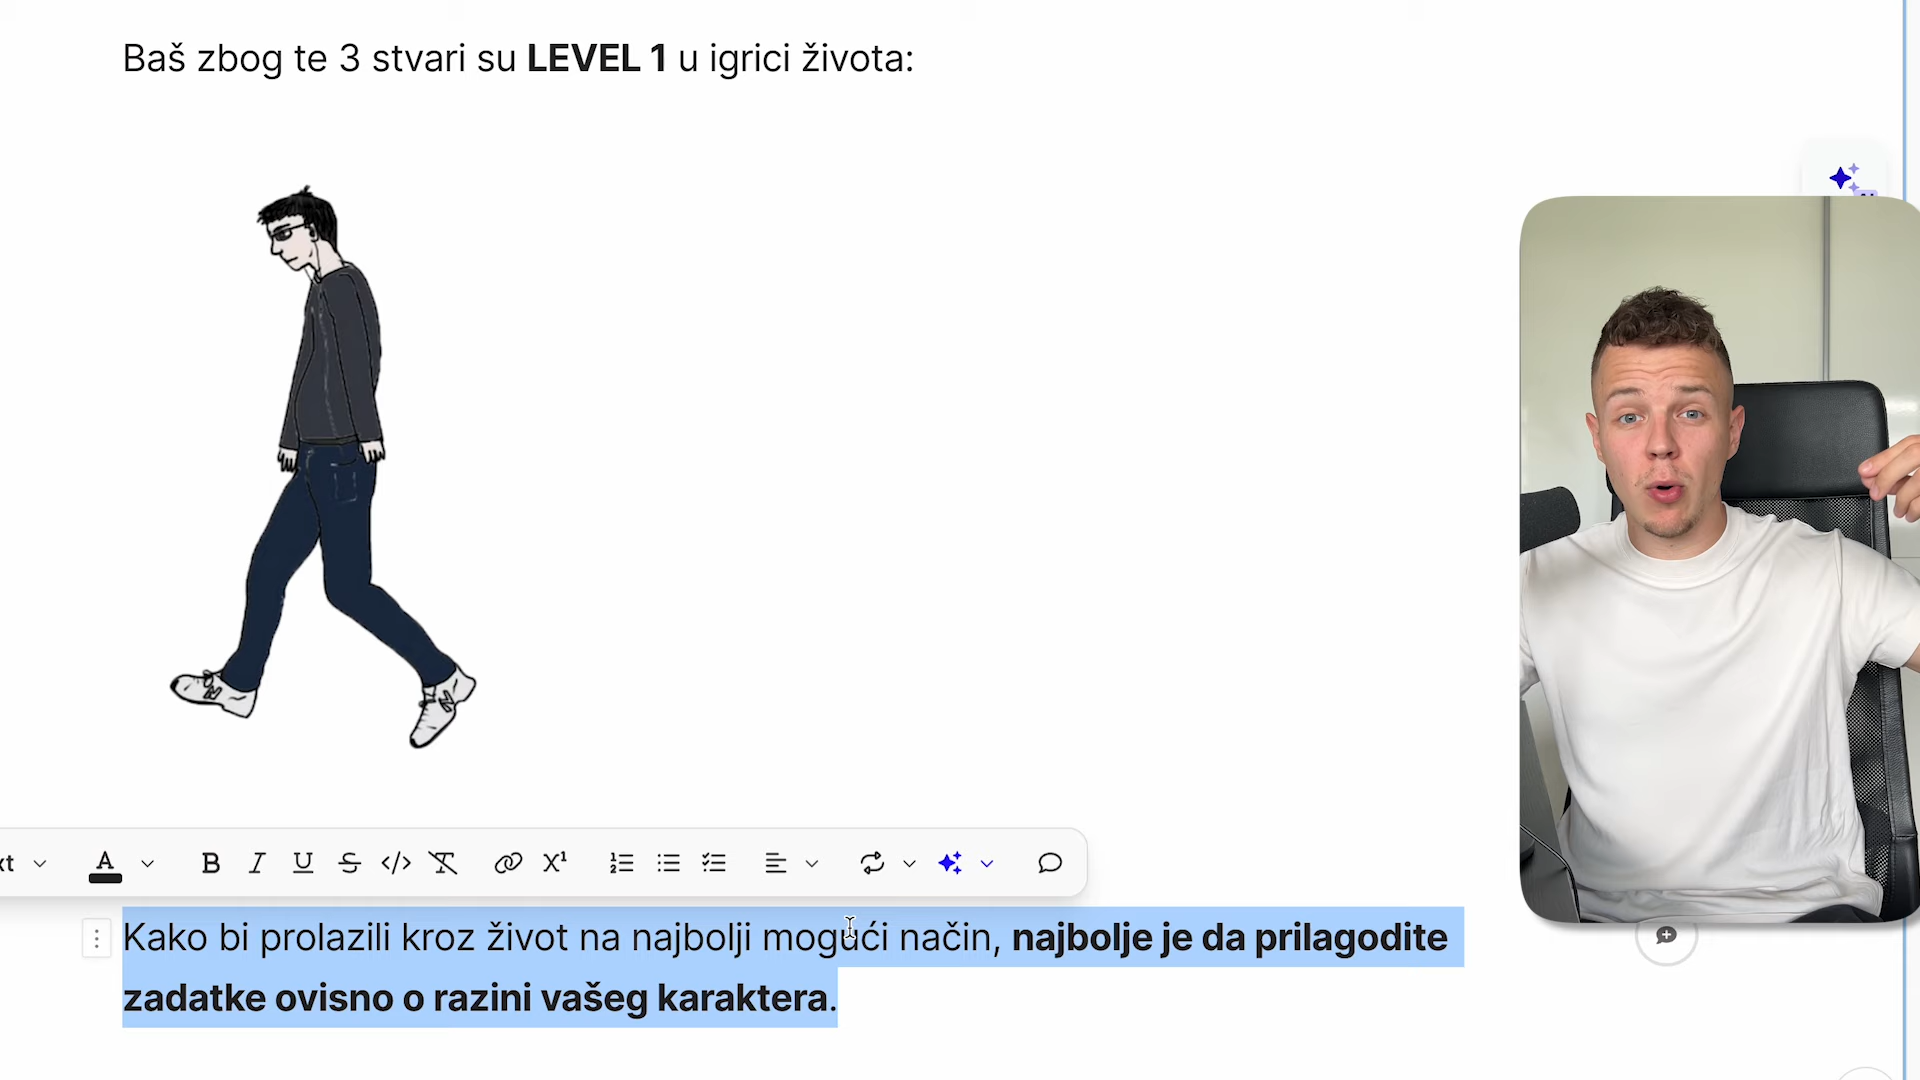 Baš zbog te 3 stvari su LEVEL 1 u igrici života:
Kako bi prolazili kroz život na najbolji mogući način, najbolje je da prilagodite
zadatke ovisno o razini vašeg karaktera.